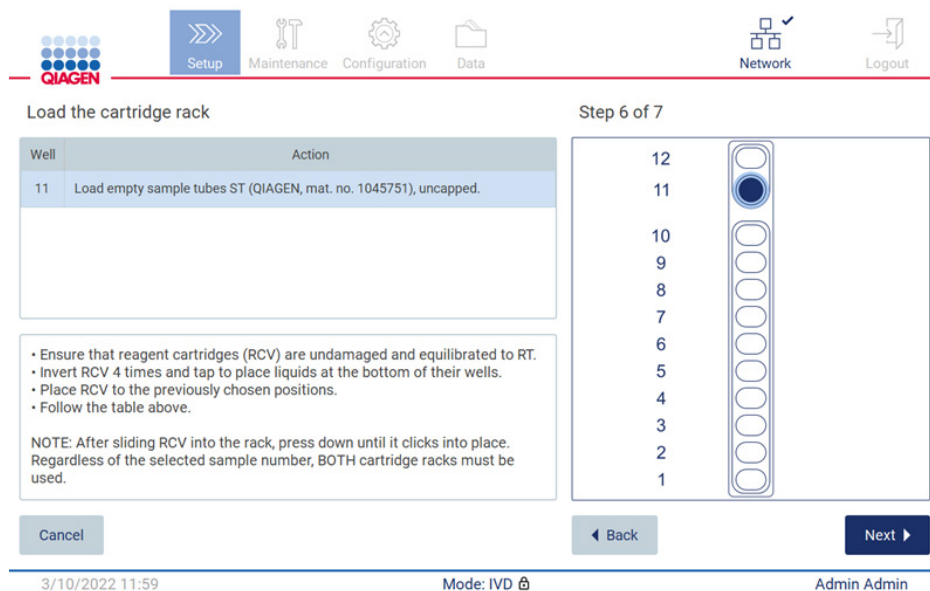 QIAGEN
Setup
Maintenance
Configuration
Data
Network
Logout
Load the cartridge rack
Step 6 of 7
Well Action
11 Load empty sample tubes ST (QIAGEN, mat. no. 1045751), uncapped.
• Ensure that reagent cartridges (RCV) are undamaged and equilibrated to RT.
• Invert RCV 4 times and tap to place liquids at the bottom of their wells.
• Place RCV to the previously chosen positions.
• Follow the table above.
NOTE: After sliding RCV into the rack, press down until it clicks into place.
Regardless of the selected sample number, BOTH cartridge racks must be
used.
12
11
10
9
8
7
6
5
4
3
2
1
Cancel
Back
Next
3/10/2022 11:59
Mode: IVD
Admin Admin